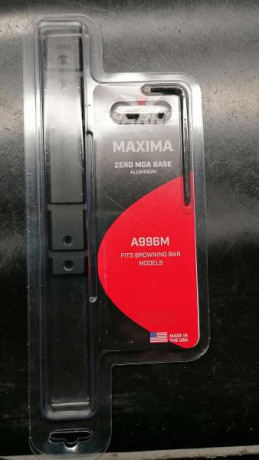 MAXIMA
ZERO MOA BASE
ALUMINUM
A996M
FITS BROWNING BAR
MODELS
MADE IN
THE USA